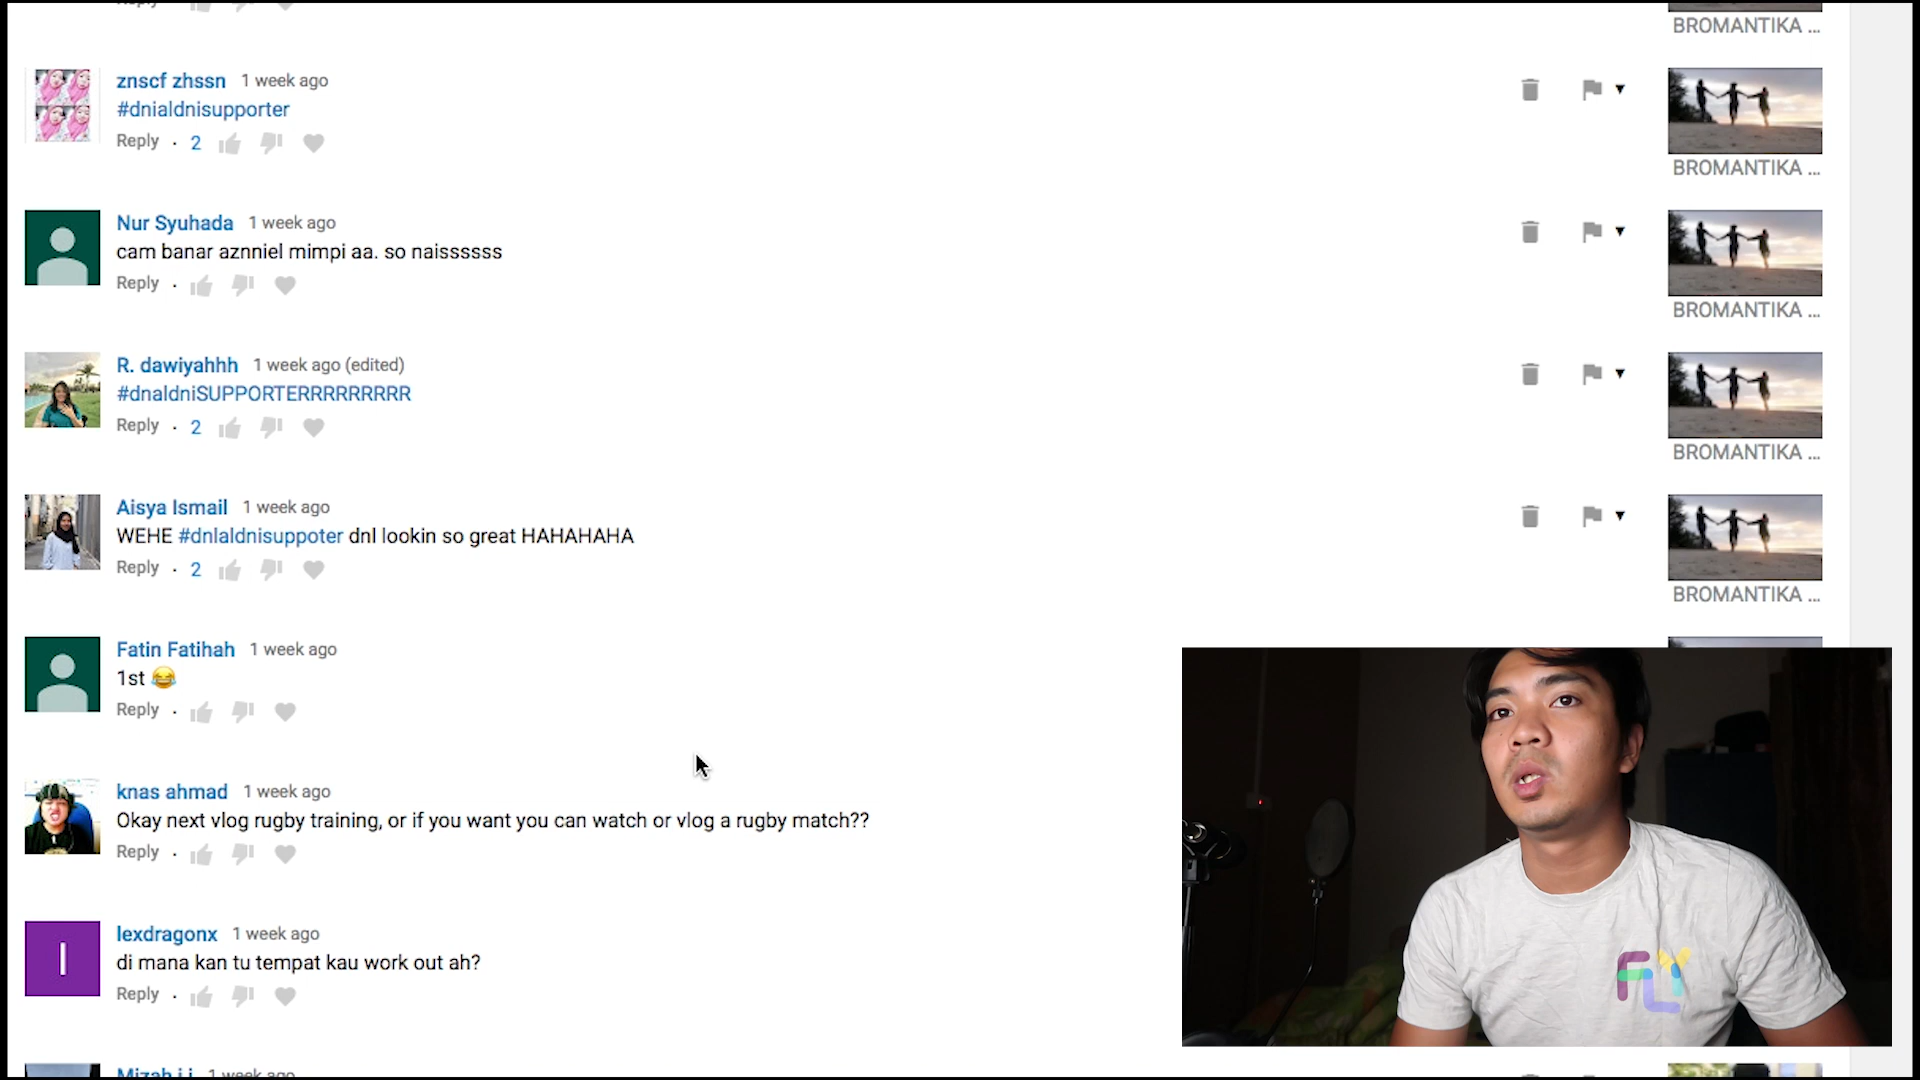 Reply
BROMANTIKA ...
znscf zhssn 1 week ago
#dnialdnisupporter
Reply . 2
BROMANTIKA ...
Nur Syuhada 1 week ago
cam banar aznniel mimpi aa. so naissssss
Reply .
BROMANTIKA ...
R. dawiyahhh 1 week ago (edited)
#dnaldniSUPPORTERRRRRRRRR
Reply . 2
BROMANTIKA ...
Aisya Ismail 1 week ago
WEHE #dnlaldnisuppoter dnl lookin so great HAHAHAHA
Reply . 2
BROMANTIKA ...
Fatin Fatihah 1 week ago
1st 😂
Reply .
knas ahmad 1 week ago
Okay next vlog rugby training, or if you want you can watch or vlog a rugby match??
Reply .
I
lexdragonx 1 week ago
di mana kan tu tempat kau work out ah?
Reply .
FLY
Mizah i i 1 week ago